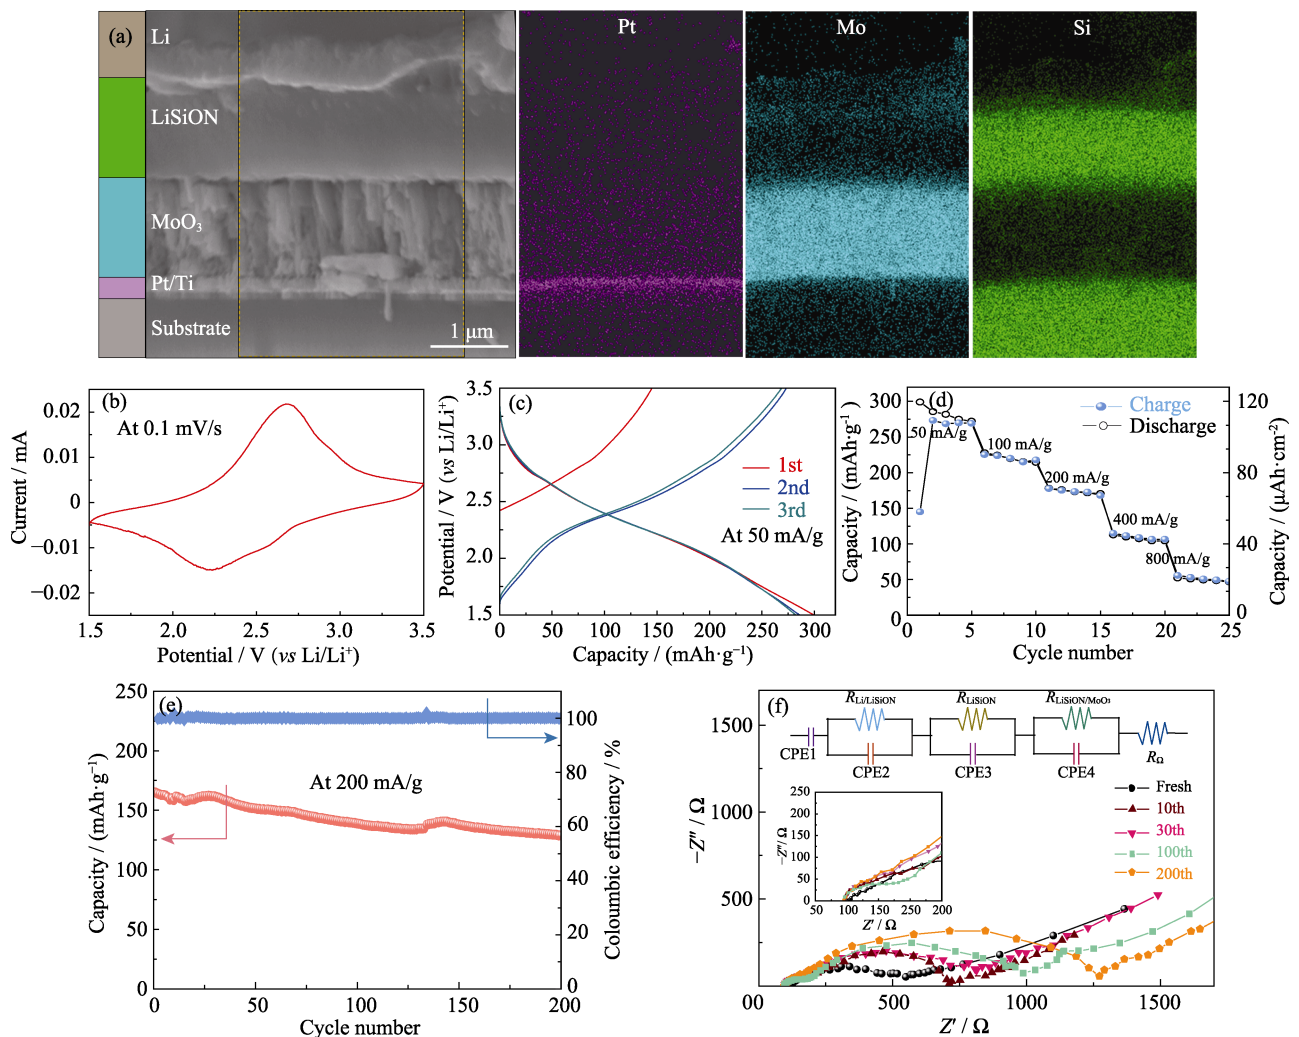 (a)
Li
LiSiON
MoO₃
Pt/Ti
Substrate
1 μm
Pt
Mo
Si
(b)
At 0.1 mV/s
0.02
0.01
0
−0.01
−0.02
Current / mA
1.5
2.0
2.5
3.0
3.5
Potential / V (vs Li/Li⁺)
(c)
3.5
3.0
2.5
2.0
1.5
Potential / V (vs Li/Li⁺)
1st
2nd
3rd
At 50 mA/g
0
50
100
150
200
250
300
Capacity / (mAh·g⁻¹)
(d)
Charge
Discharge
300
250
200
150
100
50
0
Capacity / (mAh·g⁻¹)
50 mA/g
100 mA/g
200 mA/g
400 mA/g
800 mA/g
120
80
40
0
Capacity / (μAh·cm⁻²)
0
5
10
15
20
25
Cycle number
(e)
250
200
150
100
50
0
Capacity / (mAh·g⁻¹)
At 200 mA/g
100
80
60
40
20
0
Coloumbic efficiency / %
0
50
100
150
200
Cycle number
(f)
R Li/LiSiON
R LiSiON
R LiSiON/MoO₃
CPE1
CPE2
CPE3
CPE4
RΩ
Fresh
10th
30th
100th
200th
1500
1000
500
00
−Z″ / Ω
500
1000
1500
Z′ / Ω
250
200
150
100
50
0
−Z″ / Ω
50
100
150
250
200
Z′ / Ω